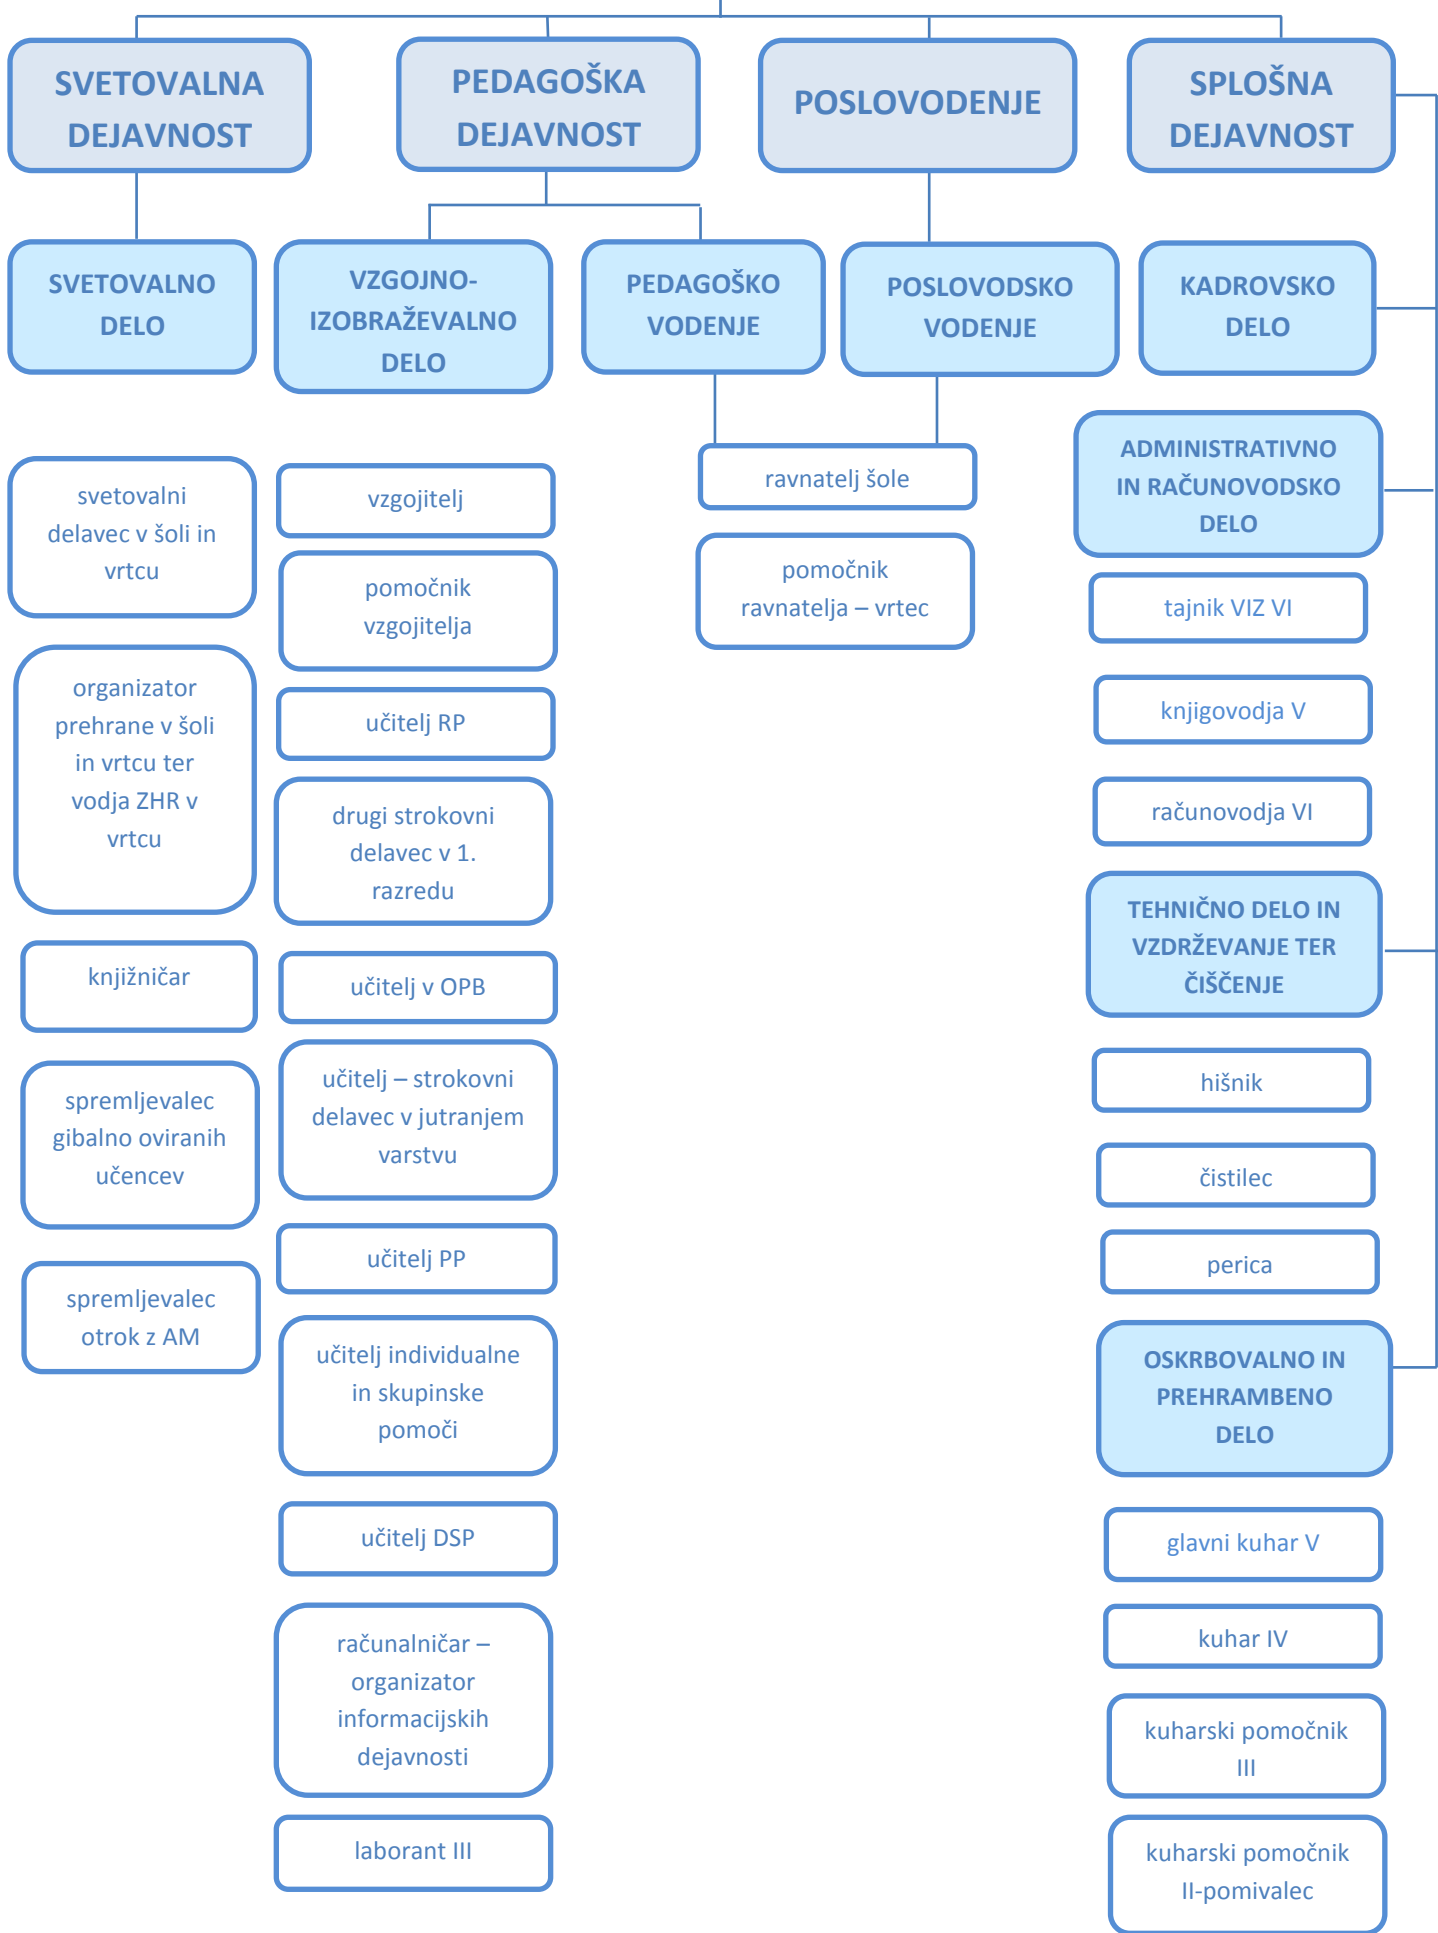 SVETOVALNA
DEJAVNOST
PEDAGOŠKA
DEJAVNOST
POSLOVODENJE
SPLOŠNA
DEJAVNOST
SVETOVALNO
DELO
VZGOJNO-
IZOBRAŽEVALNO
DELO
PEDAGOŠKO
VODENJE
POSLOVODSKO
VODENJE
KADROVSKO
DELO
svetovalni
delavec v šoli in
vrtcu
organizator
prehrane v šoli
in vrtcu ter
vodja ZHR v
vrtcu
knjižničar
spremljevalec
gibalno oviranih
učencev
spremljevalec
otrok z AM
vzgojitelj
pomočnik
vzgojitelja
učitelj RP
drugi strokovni
delavec v 1.
razredu
učitelj v OPB
učitelj – strokovni
delavec v jutranjem
varstvu
učitelj PP
učitelj individualne
in skupinske
pomoči
učitelj DSP
računalničar –
organizator
informacijskih
dejavnosti
laborant III
ravnatelj šole
pomočnik
ravnatelja – vrtec
ADMINISTRATIVNO
IN RAČUNOVODSKO
DELO
tajnik VIZ VI
knjigovodja V
računovodja VI
TEHNIČNO DELO IN
VZDRŽEVANJE TER
ČIŠČENJE
hišnik
čistilec
perica
OSKRBOVALNO IN
PREHRAMBENO
DELO
glavni kuhar V
kuhar IV
kuharski pomočnik
III
kuharski pomočnik
II-pomivalec